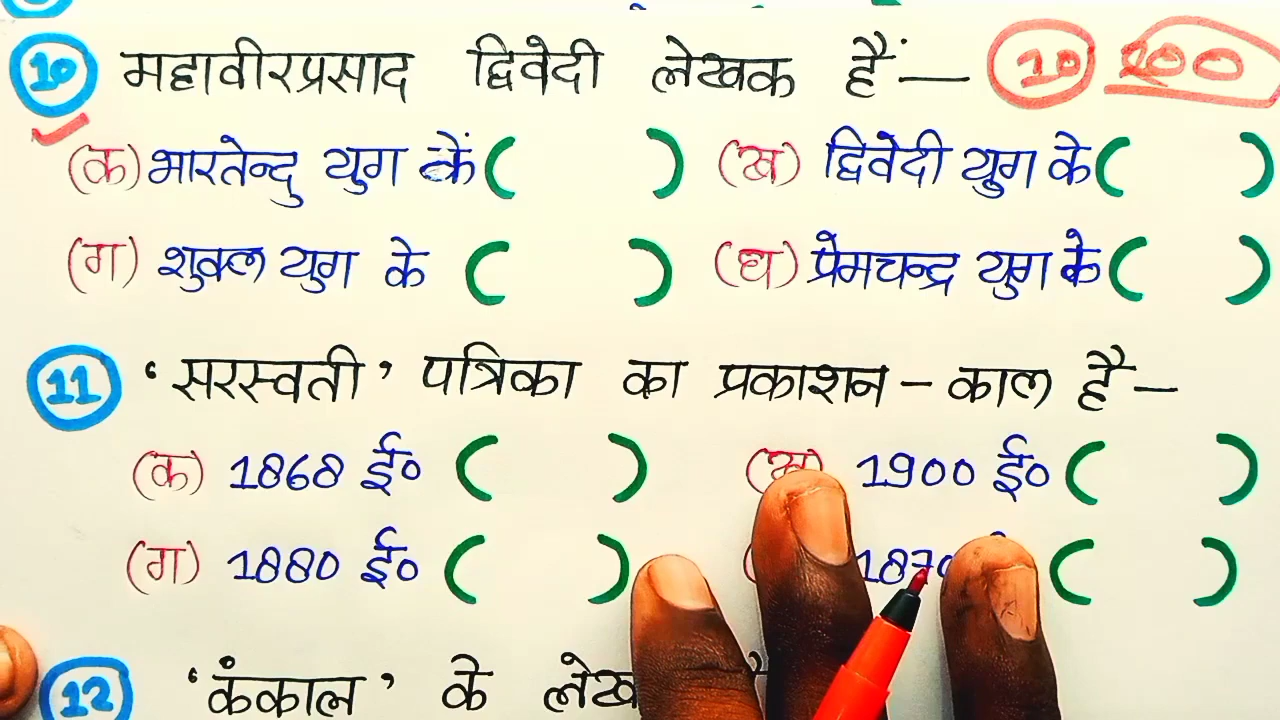 10 महावीरप्रसाद द्विवेदी लेखक हैं— 10 200
(क) भारतेन्दु युग के ( ) (ख) द्विवेदी युग के ( )
(ग) शुक्ल युग के ( ) (घ) प्रेमचन्द्र युग के ( )
11 ‘सरस्वती’ पत्रिका का प्रकाशन – काल है –
(क) 1868 ई० ( ) (ख) 1900 ई० ( )
(ग) 1880 ई० ( ) 1870 ( )
12 ‘कंकाल’ के